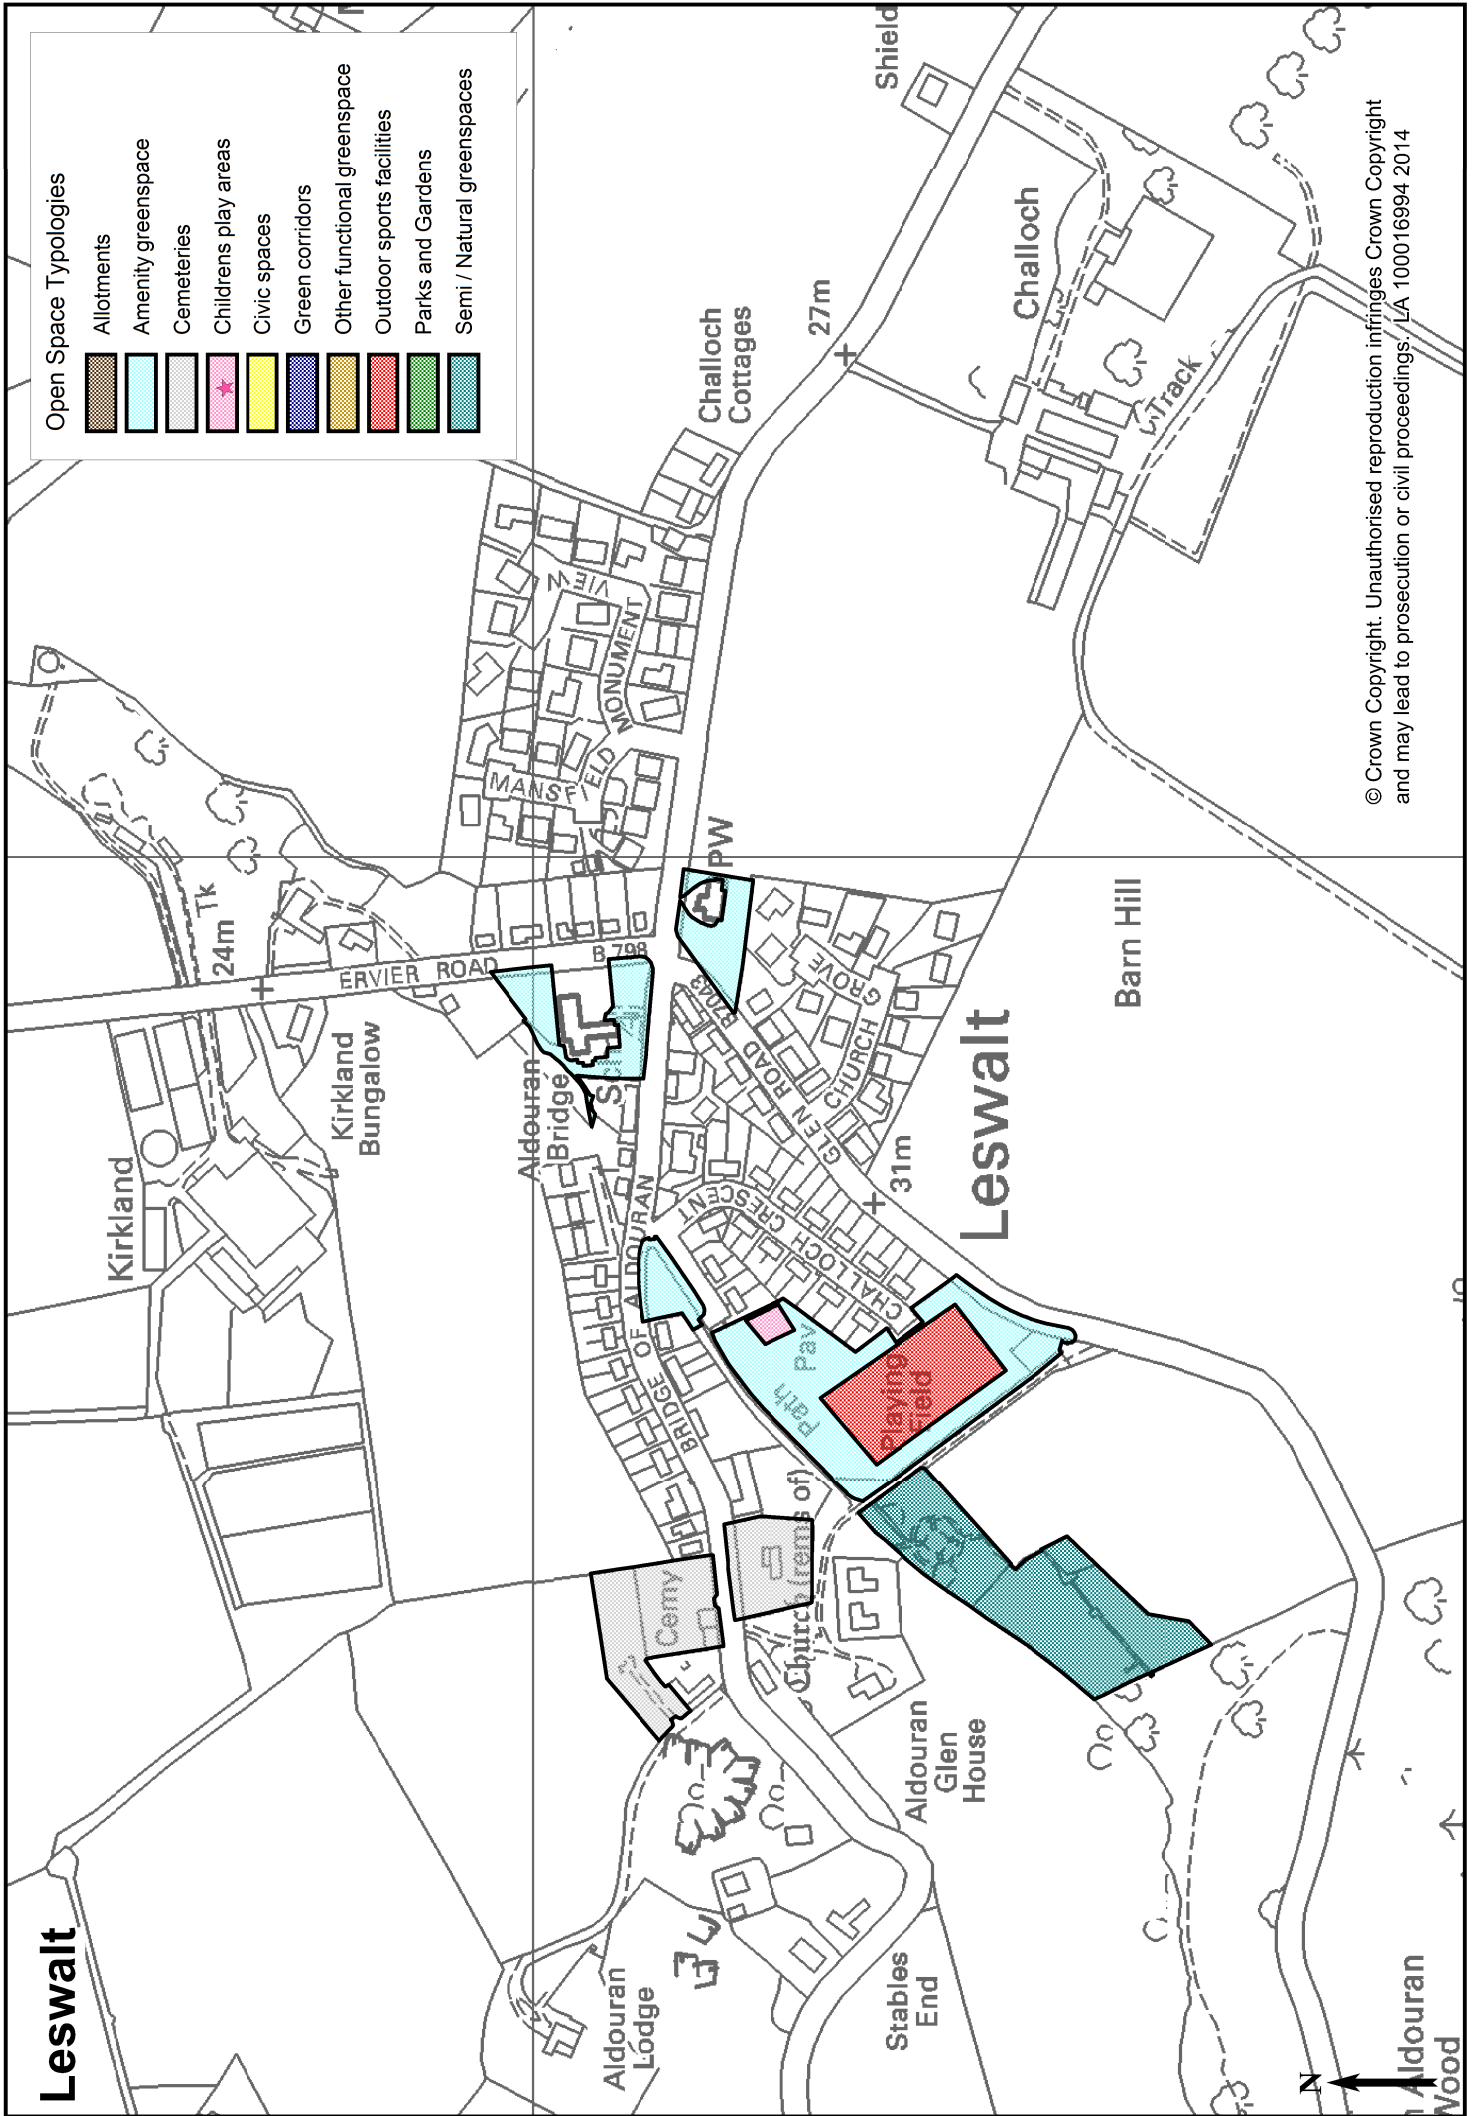 Leswalt
Open Space Typologies
Allotments
Amenity greenspace
Cemeteries
Childrens play areas
Civic spaces
Green corridors
Other functional greenspace
Outdoor sports facilities
Parks and Gardens
Semi / Natural greenspaces
Kirkland
Tk
24m
Kirkland
Bungalow
ERVIER ROAD
B 798
Aldouran
Bridge
MANSFIELD
MONUMENT
VIEW
Challoch
Cottages
27m
Shield
Challoch
Track
PW
B7043
GLEN ROAD
CHURCH
GROVE
BRIDGE OF ALDOURAN
CHALLOCH
CRESCENT
31m
Leswalt
Barn Hill
Path
Pav
Playing
Field
Cemy
Church (rems of)
Aldouran
Glen
House
Aldouran
Lodge
Stables
End
Aldouran
Wood
N
© Crown Copyright. Unauthorised reproduction infringes Crown Copyright
and may lead to prosecution or civil proceedings. LA 100016994 2014